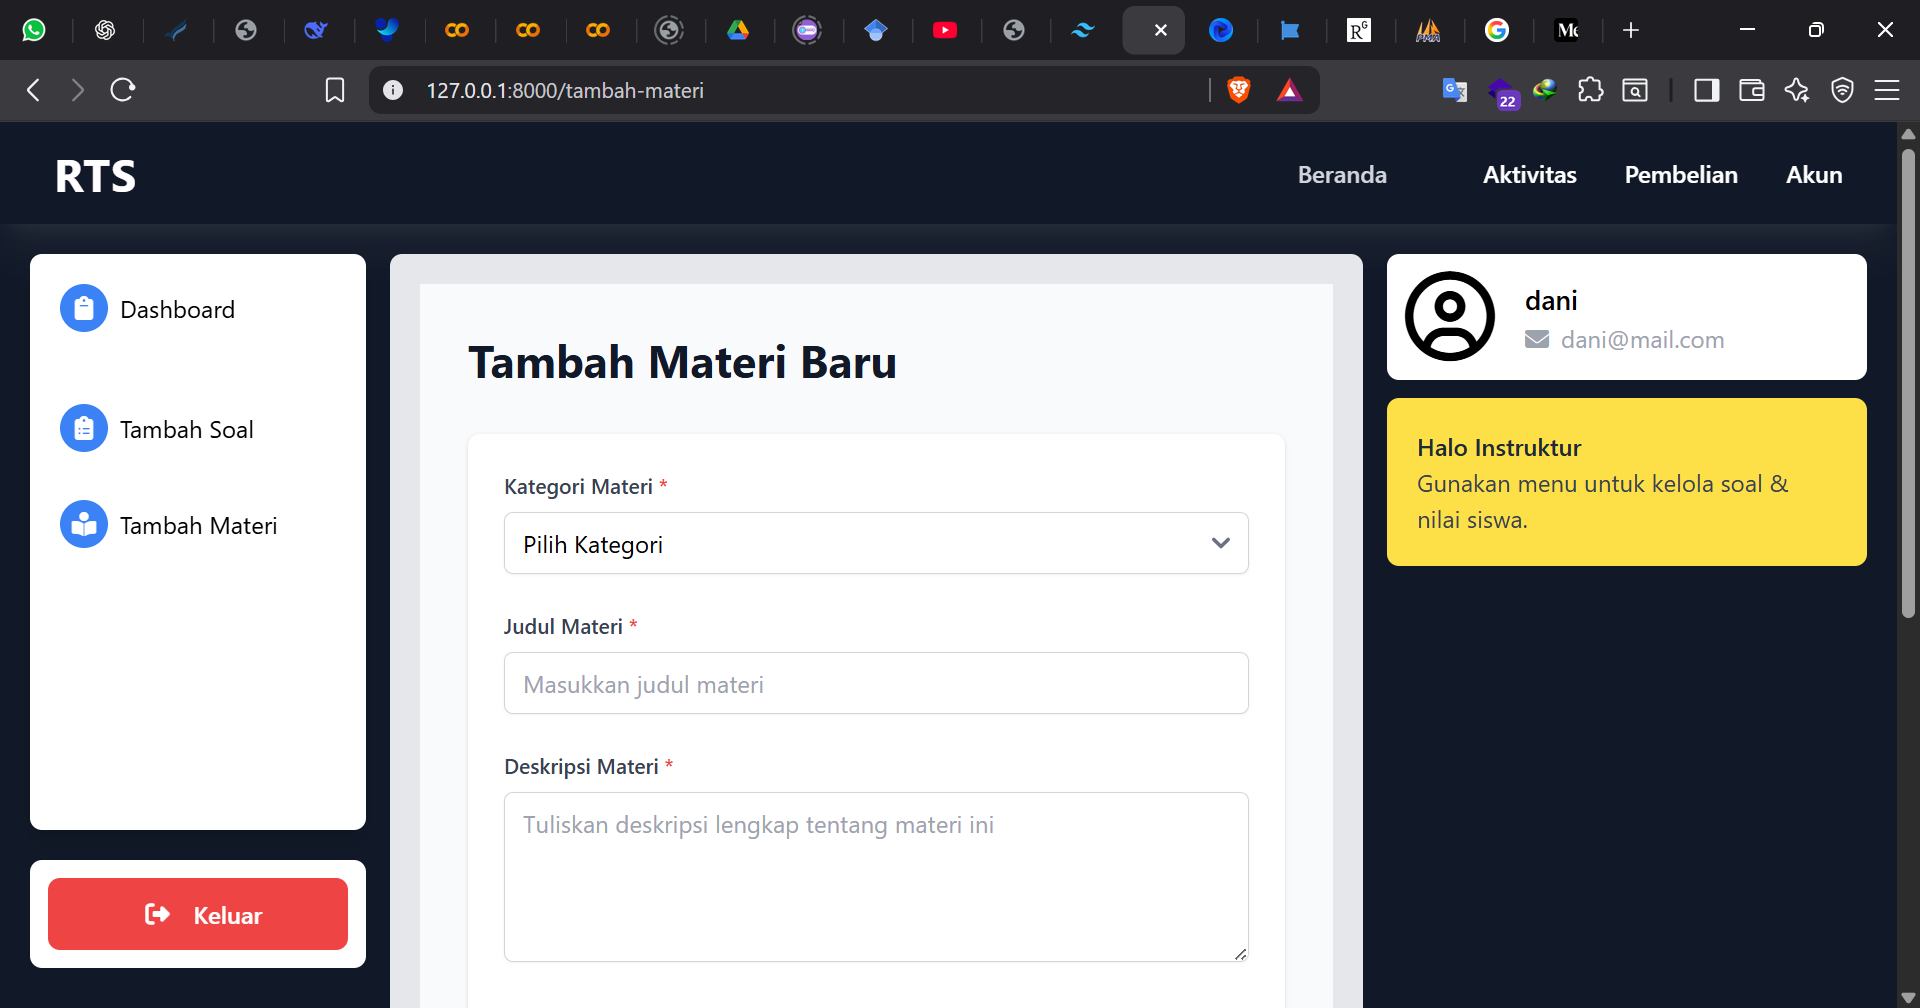 127.0.0.1:8000/tambah-materi
22
RTS
Beranda
Aktivitas
Pembelian
Akun
Dashboard
Tambah Soal
Tambah Materi
Keluar
Tambah Materi Baru
Kategori Materi *
Pilih Kategori
Judul Materi *
Masukkan judul materi
Deskripsi Materi *
Tuliskan deskripsi lengkap tentang materi ini
dani
dani@mail.com
Halo Instruktur
Gunakan menu untuk kelola soal &
nilai siswa.